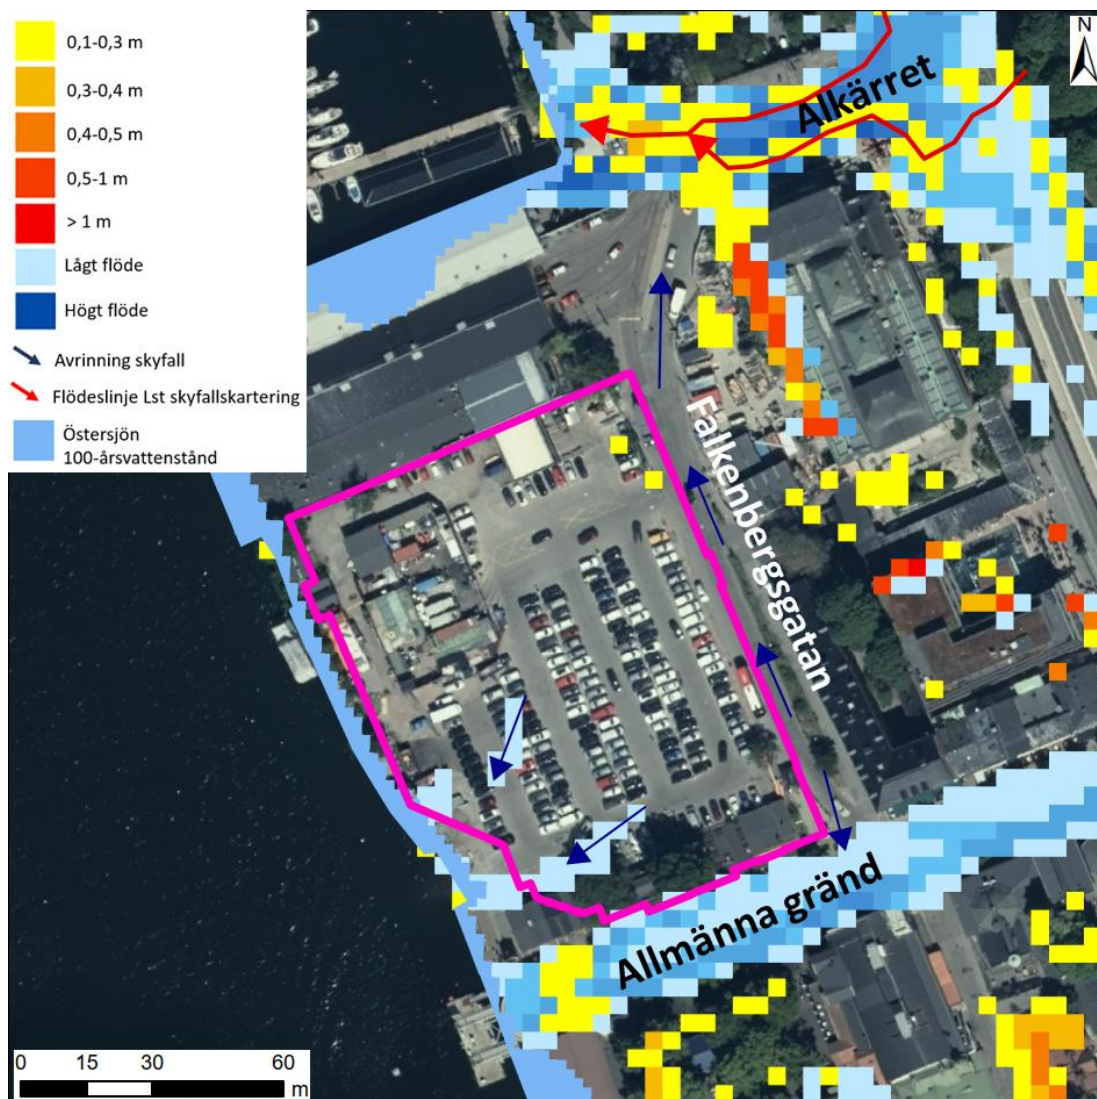 0,1-0,3 m
0,3-0,4 m
0,4-0,5 m
0,5-1 m
> 1 m
Lågt flöde
Högt flöde
Avrinning skyfall
Flödeslinje Lst skyfallskartering
Östersjön
100-årsvattenstånd
N
Alkärret
Falkenbergsgatan
Allmänna gränd
0 15 30 60
m